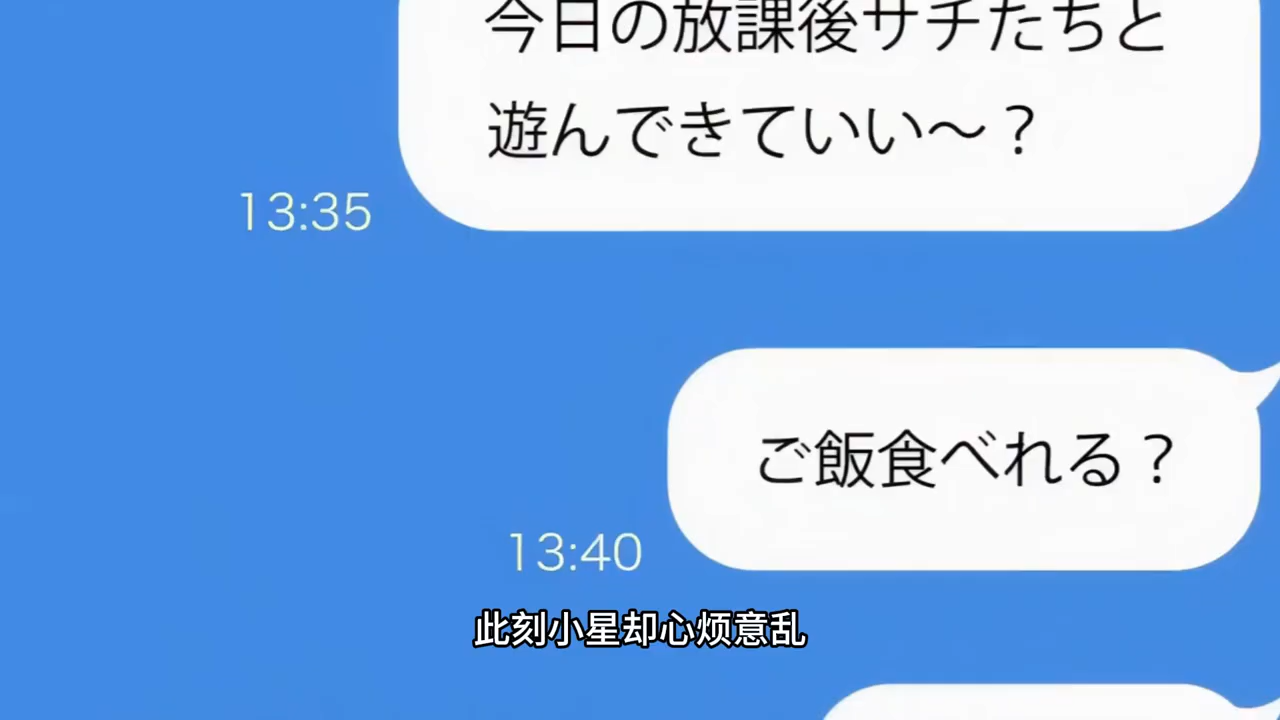 今日の放課後サチたちと
遊んできていい～？
13:35
ご飯食べれる？
13:40
此刻小星却心烦意乱